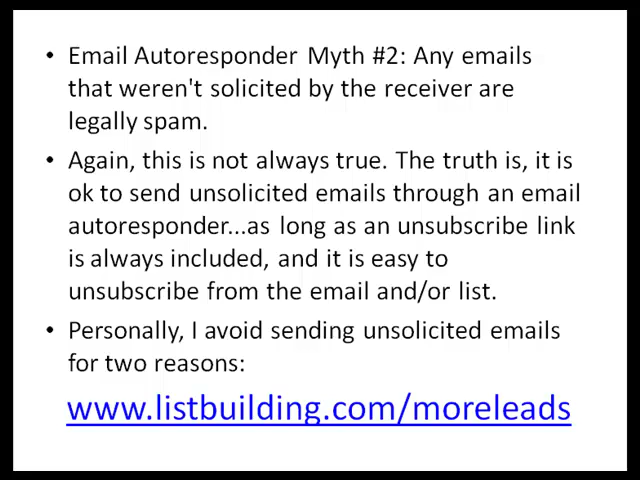 • Email Autoresponder Myth #2: Any emails
that weren't solicited by the receiver are
legally spam.
• Again, this is not always true. The truth is, it is
ok to send unsolicited emails through an email
autoresponder...as long as an unsubscribe link
is always included, and it is easy to
unsubscribe from the email and/or list.
• Personally, I avoid sending unsolicited emails
for two reasons:
www.listbuilding.com/moreleads